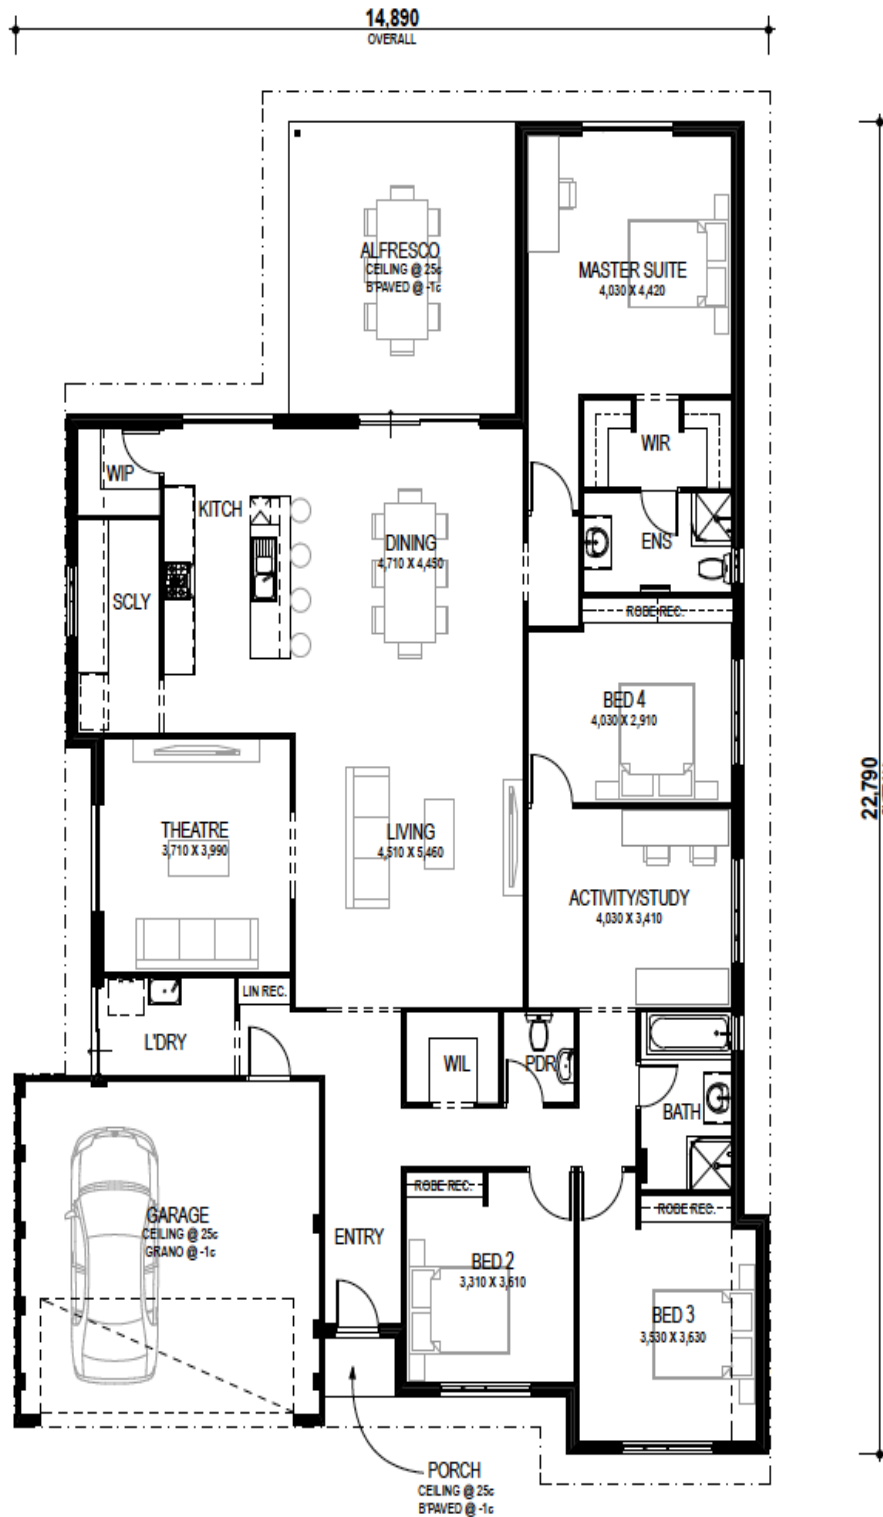 14,890
OVERALL
ALFRESCO
CEILING @ 25c
B'PAVED @ -1c
MASTER SUITE
4,030 X 4,420
WIR
WIP
KITCH
DINING
4,710 X 4,450
ENS
SCLY
ROBE REC.
BED 4
4,030 X 2,910
22,790
THEATRE
3,710 X 3,990
LIVING
4,510 X 5,460
ACTIVITY/STUDY
4,030 X 3,410
LIN REC.
L'DRY
WIL
PDR
BATH
ROBE REC.
ROBE REC.
GARAGE
CEILING @ 25c
GRANO @ -1c
ENTRY
BED 2
3,310 X 3,610
BED 3
3,530 X 3,630
PORCH
CEILING @ 25c
B'PAVED @ -1c